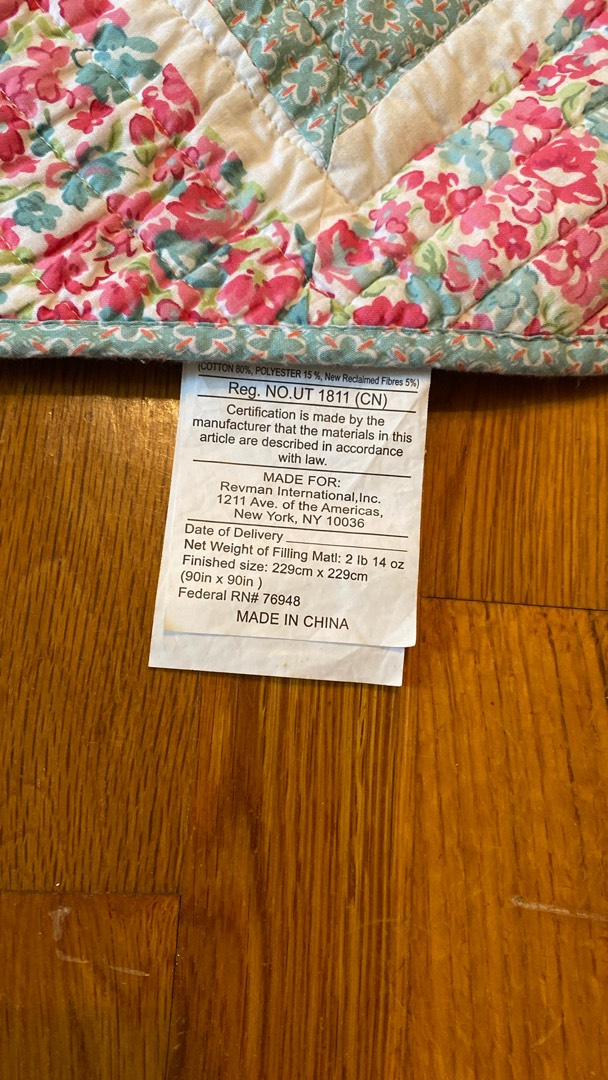 (COTTON 80%, POLYESTER 15 %, New Reclaimed Fibres 5%)
Reg. NO.UT 1811 (CN)
Certification is made by the
manufacturer that the materials in this
article are described in accordance
with law.
MADE FOR:
Revman International,Inc.
1211 Ave. of the Americas,
New York, NY 10036
Date of Delivery
Net Weight of Filling Matl: 2 lb 14 oz
Finished size: 229cm x 229cm
(90in x 90in )
Federal RN# 76948
MADE IN CHINA